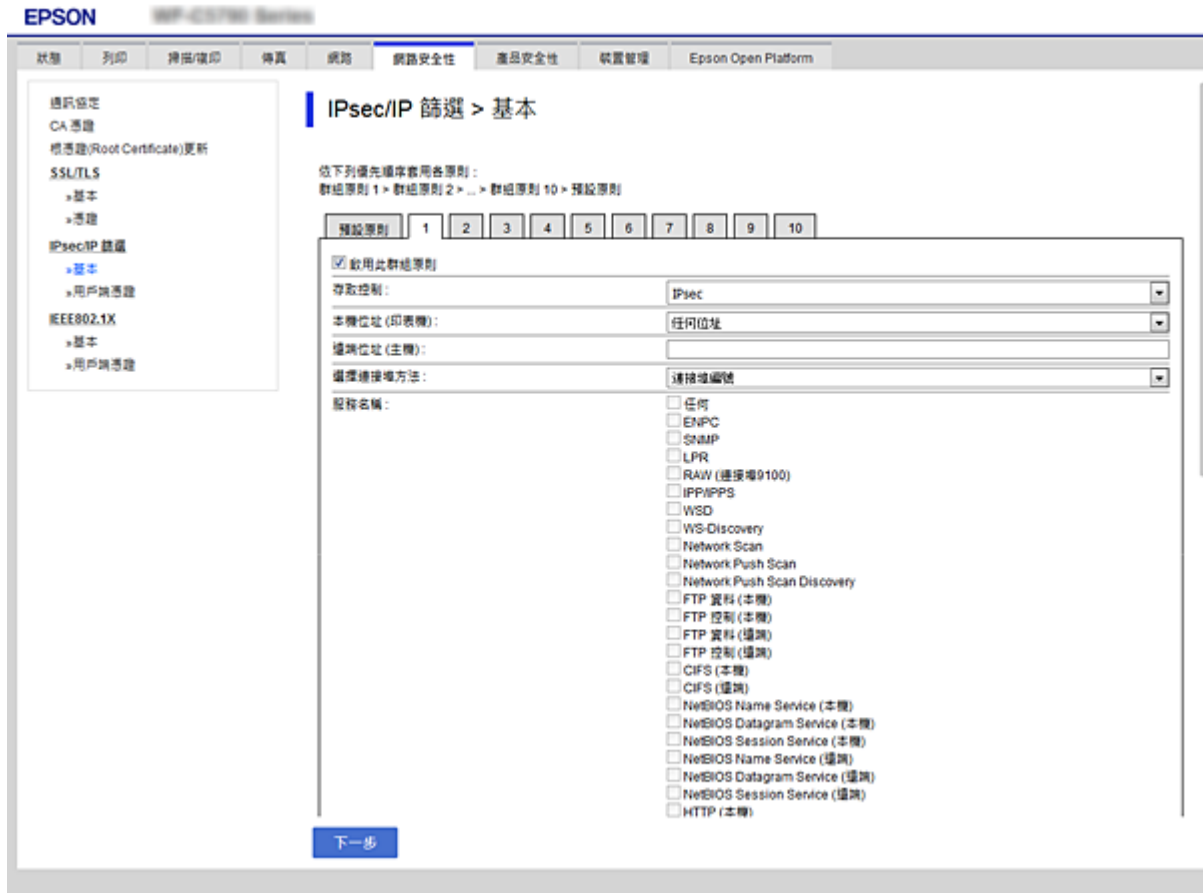 EPSON
WF-C5790 Series
狀態 列印 掃描/複印 傳真 網路 網路安全性 產品安全性 裝置管理 Epson Open Platform
通訊協定
CA 憑證
根憑證(Root Certificate)更新
SSL/TLS
»基本
»憑證
IPsec/IP 篩選
»基本
»用戶端憑證
IEEE802.1X
»基本
»用戶端憑證
IPsec/IP 篩選 > 基本
依下列優先順序套用各原則 :
群組原則 1 > 群組原則 2 > ... > 群組原則 10 > 預設原則
預設原則 1 2 3 4 5 6 7 8 9 10
啟用此群組原則
存取控制 : IPsec
本機位址 (印表機) : 任何位址
遠端位址 (主機) :
選擇連接埠方法 : 連接埠編號
服務名稱 : 任何
ENPC
SNMP
LPR
RAW (連接埠9100)
IPP/IPPS
WSD
WS-Discovery
Network Scan
Network Push Scan
Network Push Scan Discovery
FTP 資料 (本機)
FTP 控制 (本機)
FTP 資料 (遠端)
FTP 控制 (遠端)
CIFS (本機)
CIFS (遠端)
NetBIOS Name Service (本機)
NetBIOS Datagram Service (本機)
NetBIOS Session Service (本機)
NetBIOS Name Service (遠端)
NetBIOS Datagram Service (遠端)
NetBIOS Session Service (遠端)
HTTP (本機)
下一步